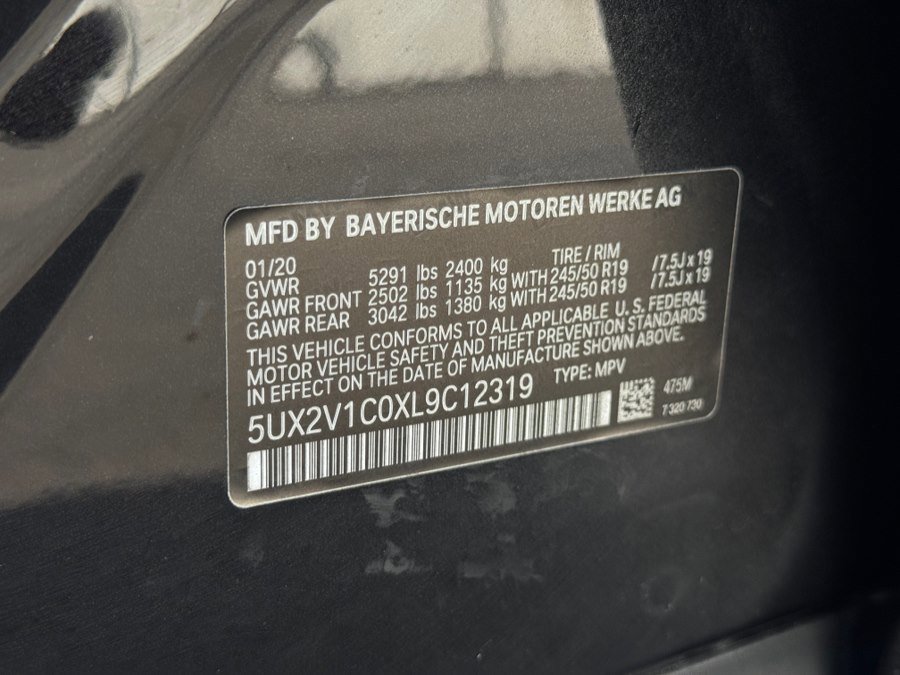 MFD BY BAYERISCHE MOTOREN WERKE AG
01/20 TIRE / RIM
GVWR 5291 lbs 2400 kg
GAWR FRONT 2502 lbs 1135 kg WITH 245/50 R19 /7.5J x 19
GAWR REAR 3042 lbs 1380 kg WITH 245/50 R19 /7.5J x 19
THIS VEHICLE CONFORMS TO ALL APPLICABLE U. S. FEDERAL
MOTOR VEHICLE SAFETY AND THEFT PREVENTION STANDARDS
IN EFFECT ON THE DATE OF MANUFACTURE SHOWN ABOVE.
5UX2V1C0XL9C12319 TYPE: MPV
475M
7 320 730